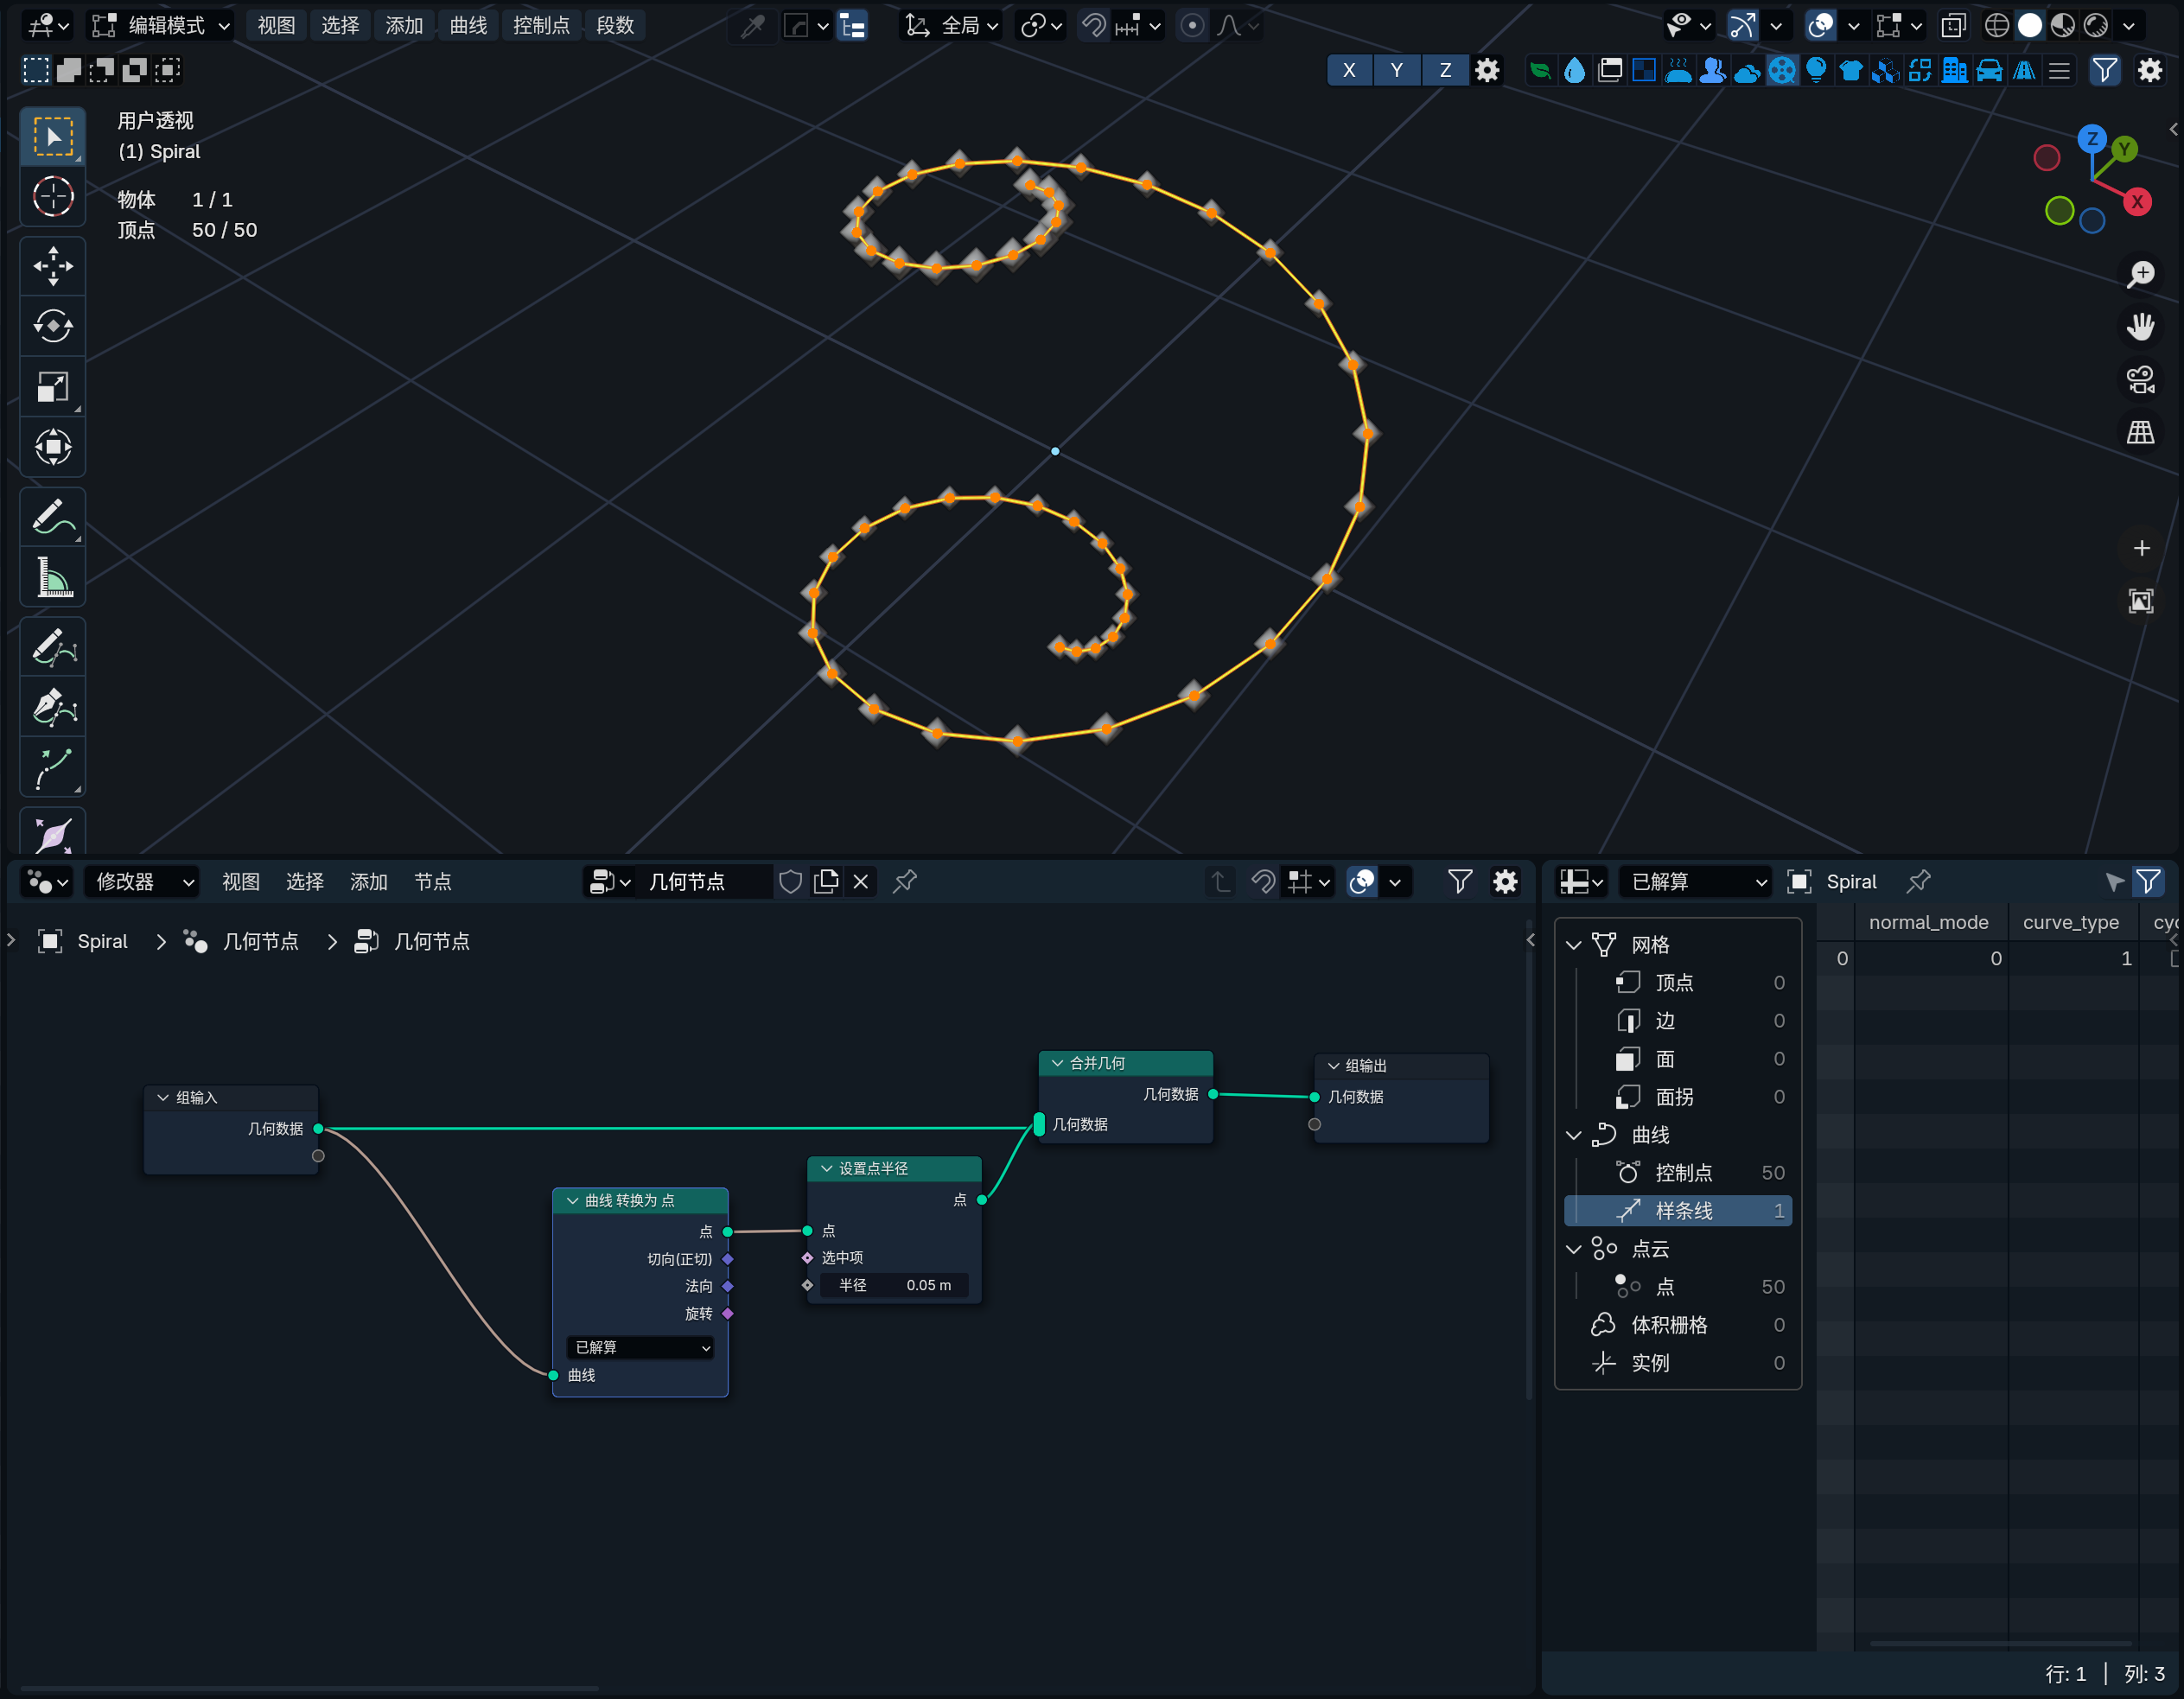 编辑模式 视图 选择 添加 曲线 控制点 段数 全局
X Y Z
用户透视
(1) Spiral
物体 1 / 1
顶点 50 / 50
Z Y X
修改器 视图 选择 添加 节点 几何节点
Spiral 几何节点 几何节点
组输入
几何数据
曲线 转换为 点
点
切向(正切)
法向
旋转
已解算
曲线
设置点半径
点
点
选中项
半径 0.05 m
合并几何
几何数据
几何数据
组输出
几何数据
已解算 Spiral
网格
顶点 0
边 0
面 0
面拐 0
曲线
控制点 50
样条线 1
点云
点 50
体积栅格 0
实例 0
normal_mode curve_type cyc
0 0 1
行: 1 | 列: 3